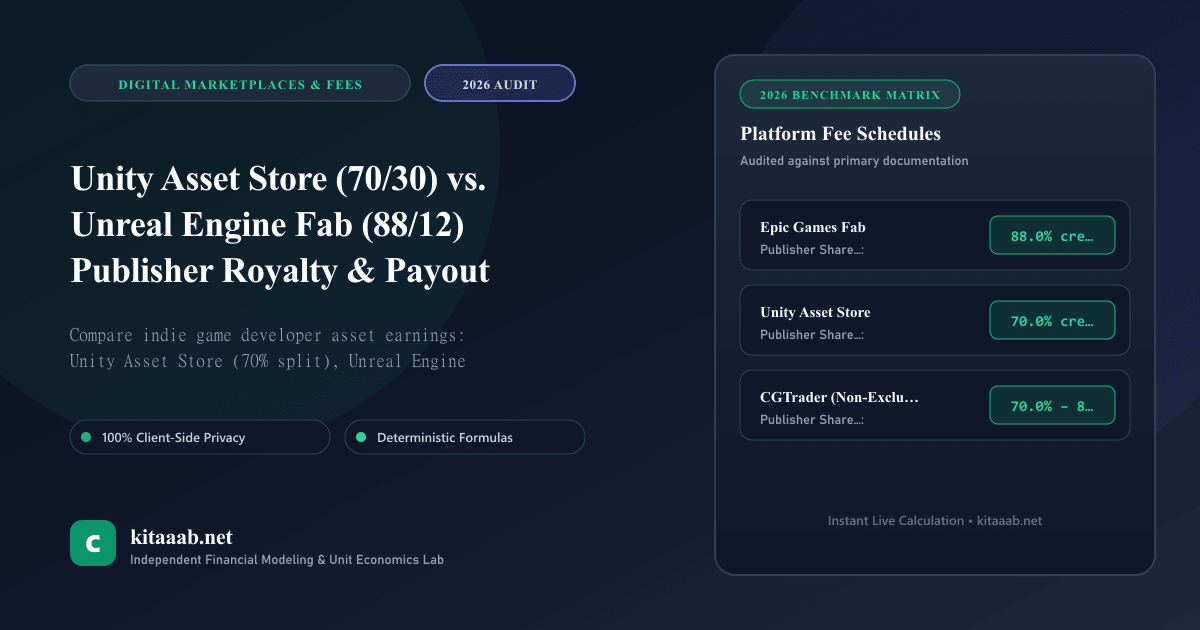 DIGITAL MARKETPLACES & FEES
2026 AUDIT
Unity Asset Store (70/30) vs.
Unreal Engine Fab (88/12)
Publisher Royalty & Payout
Compare indie game developer asset earnings:
Unity Asset Store (70% split), Unreal Engine
100% Client-Side Privacy
Deterministic Formulas
C
kitaaab.net
Independent Financial Modeling & Unit Economics Lab
2026 BENCHMARK MATRIX
Platform Fee Schedules
Audited against primary documentation
Epic Games Fab
Publisher Share…:
88.0% cre…
Unity Asset Store
Publisher Share…:
70.0% cre…
CGTrader (Non-Exclu…
Publisher Share…:
70.0% – 8…
Instant Live Calculation • kitaaab.net